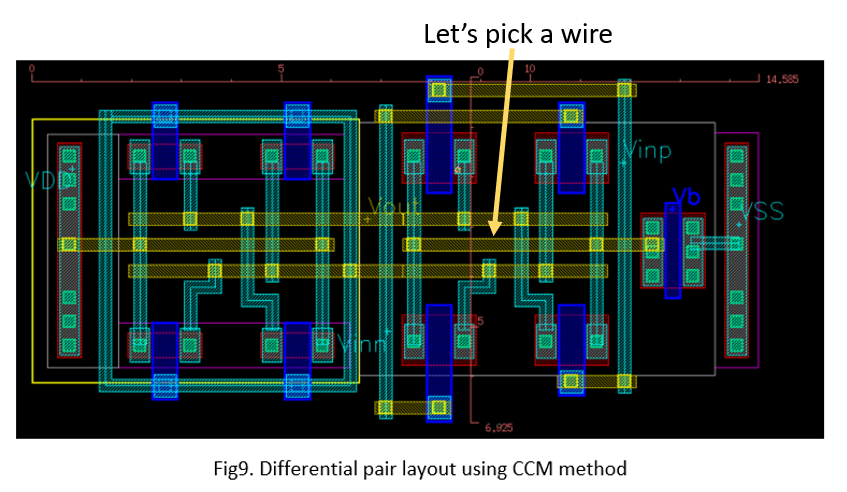 Let's pick a wire
0
5
0
10
14.585
VDD
Vout
Vinp
Vb
VSS
Vinn
5
6.925
Fig9. Differential pair layout using CCM method